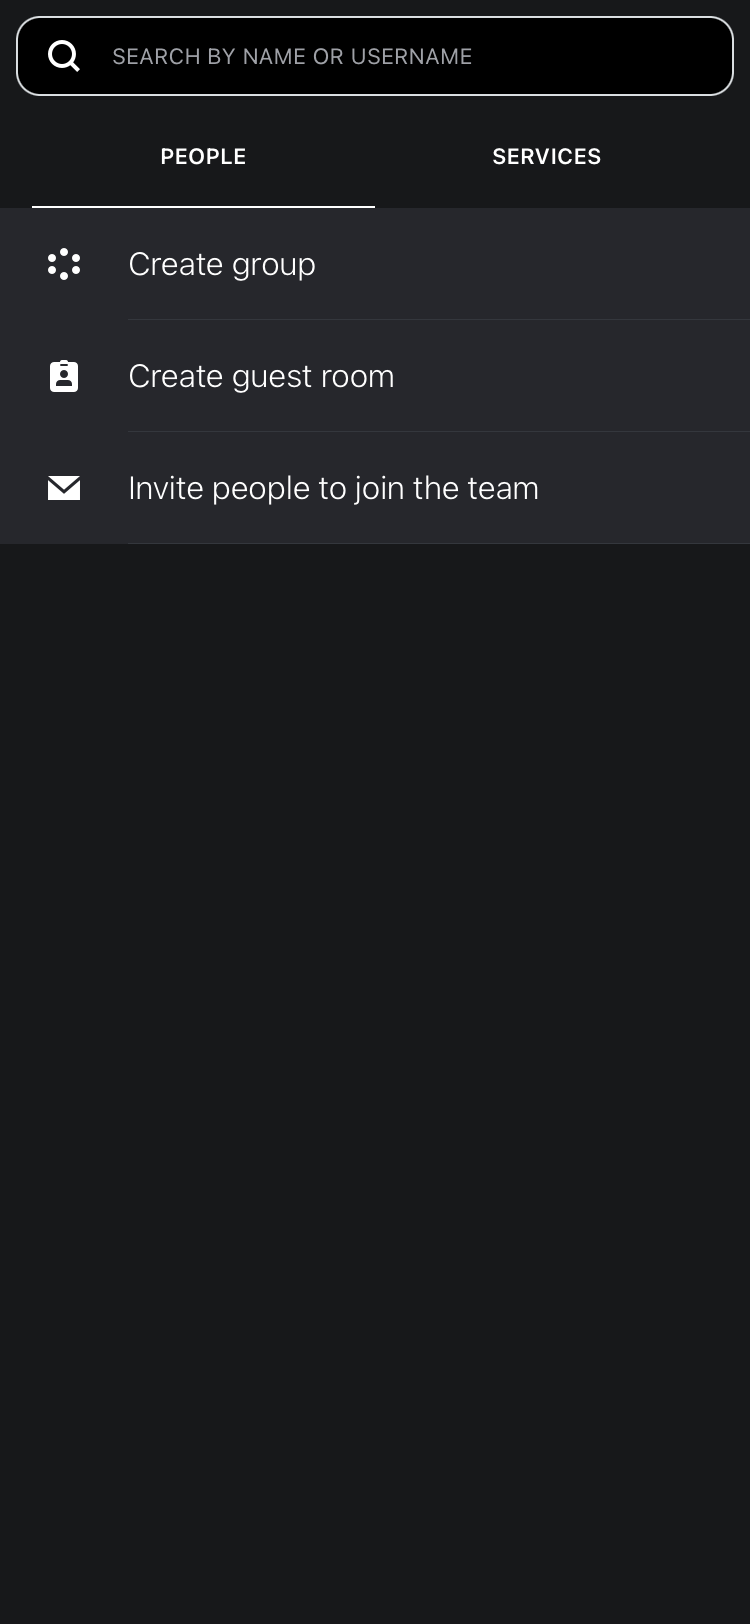 SEARCH BY NAME OR USERNAME
PEOPLE
SERVICES
Create group
Create guest room
Invite people to join the team